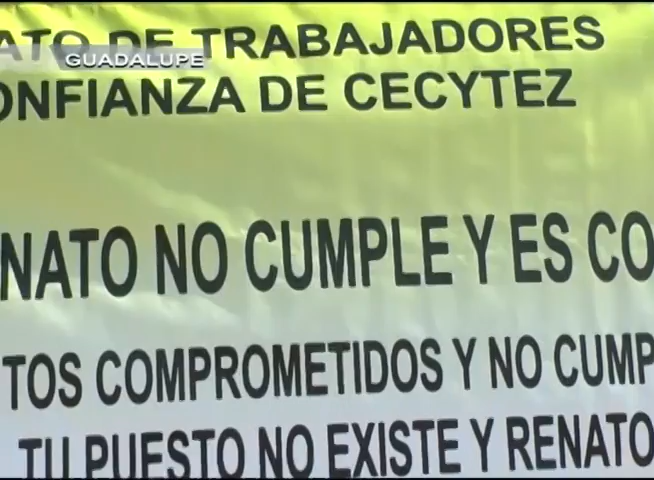 ATO DE TRABAJADORES
GUADALUPE
ONFIANZA DE CECYTEZ
NATO NO CUMPLE Y ES CO
TOS COMPROMETIDOS Y NO CUMP
TU PUESTO NO EXISTE Y RENATO